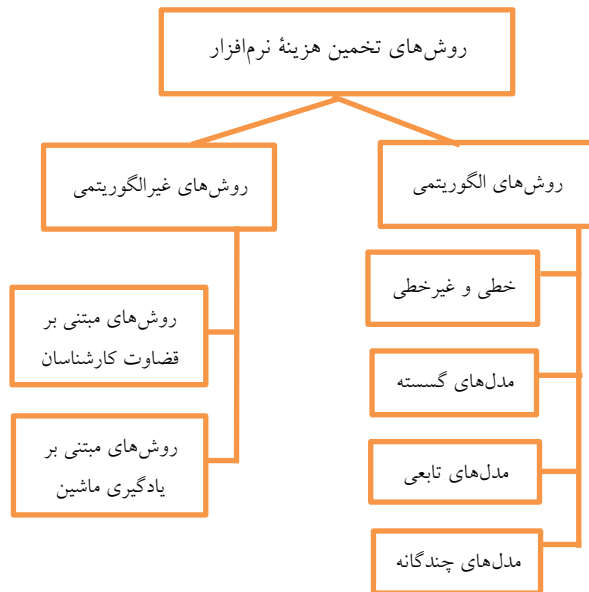 روش‌های تخمین هزینهٔ نرم‌افزار
روش‌های الگوریتمی
خطی و غیرخطی
مدل‌های گسسته
مدل‌های تابعی
مدل‌های چندگانه
روش‌های غیرالگوریتمی
روش‌های مبتنی بر
قضاوت کارشناسان
روش‌های مبتنی بر
یادگیری ماشین